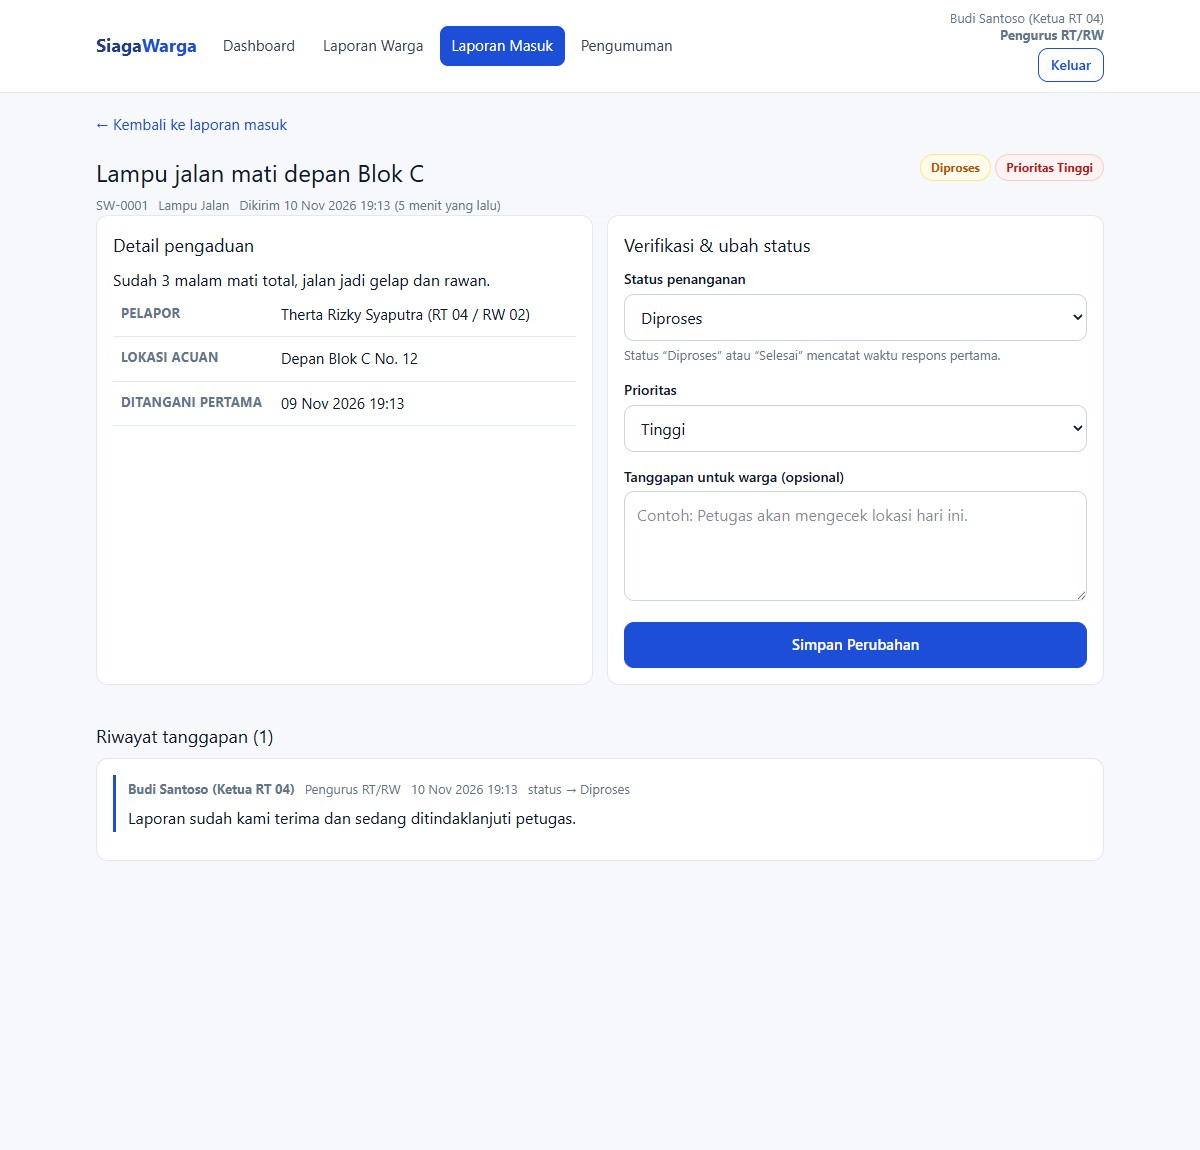 SiagaWarga
Dashboard
Laporan Warga
Laporan Masuk
Pengumuman
Budi Santoso (Ketua RT 04)
Pengurus RT/RW
Keluar
← Kembali ke laporan masuk
Lampu jalan mati depan Blok C
Diproses
Prioritas Tinggi
SW-0001 Lampu Jalan Dikirim 10 Nov 2026 19:13 (5 menit yang lalu)
Detail pengaduan
Sudah 3 malam mati total, jalan jadi gelap dan rawan.
PELAPOR Therta Rizky Syaputra (RT 04 / RW 02)
LOKASI ACUAN Depan Blok C No. 12
DITANGANI PERTAMA 09 Nov 2026 19:13
Verifikasi & ubah status
Status penanganan
Diproses
Status “Diproses” atau “Selesai” mencatat waktu respons pertama.
Prioritas
Tinggi
Tanggapan untuk warga (opsional)
Contoh: Petugas akan mengecek lokasi hari ini.
Simpan Perubahan
Riwayat tanggapan (1)
Budi Santoso (Ketua RT 04) Pengurus RT/RW 10 Nov 2026 19:13 status → Diproses
Laporan sudah kami terima dan sedang ditindaklanjuti petugas.